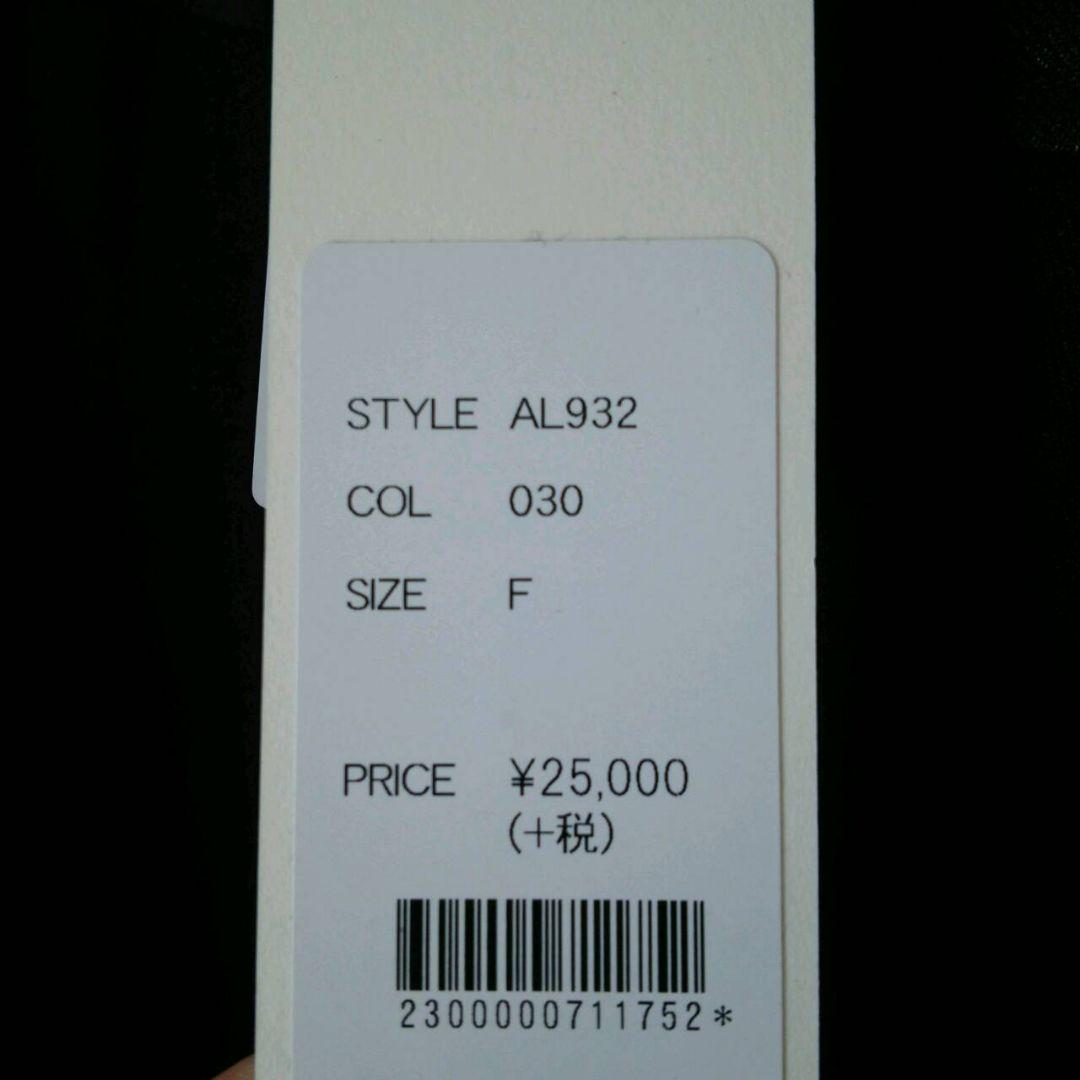 STYLE AL932
COL 030
SIZE F
PRICE ¥25,000
(+税)
2300000711752*